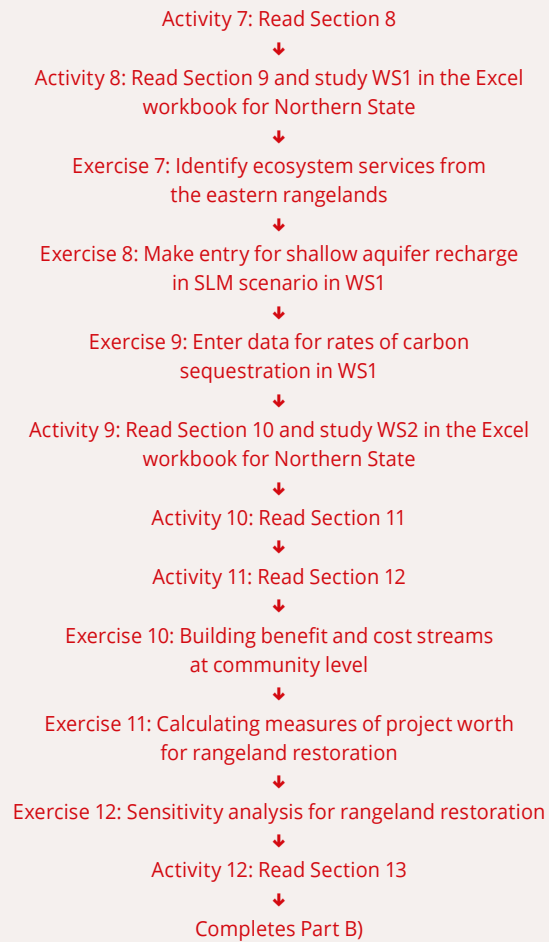 Activity 7: Read Section 8
↓
Activity 8: Read Section 9 and study WS1 in the Excel
workbook for Northern State
↓
Exercise 7: Identify ecosystem services from
the eastern rangelands
↓
Exercise 8: Make entry for shallow aquifer recharge
in SLM scenario in WS1
↓
Exercise 9: Enter data for rates of carbon
sequestration in WS1
↓
Activity 9: Read Section 10 and study WS2 in the Excel
workbook for Northern State
↓
Activity 10: Read Section 11
↓
Activity 11: Read Section 12
↓
Exercise 10: Building benefit and cost streams
at community level
↓
Exercise 11: Calculating measures of project worth
for rangeland restoration
↓
Exercise 12: Sensitivity analysis for rangeland restoration
↓
Activity 12: Read Section 13
↓
Completes Part B)